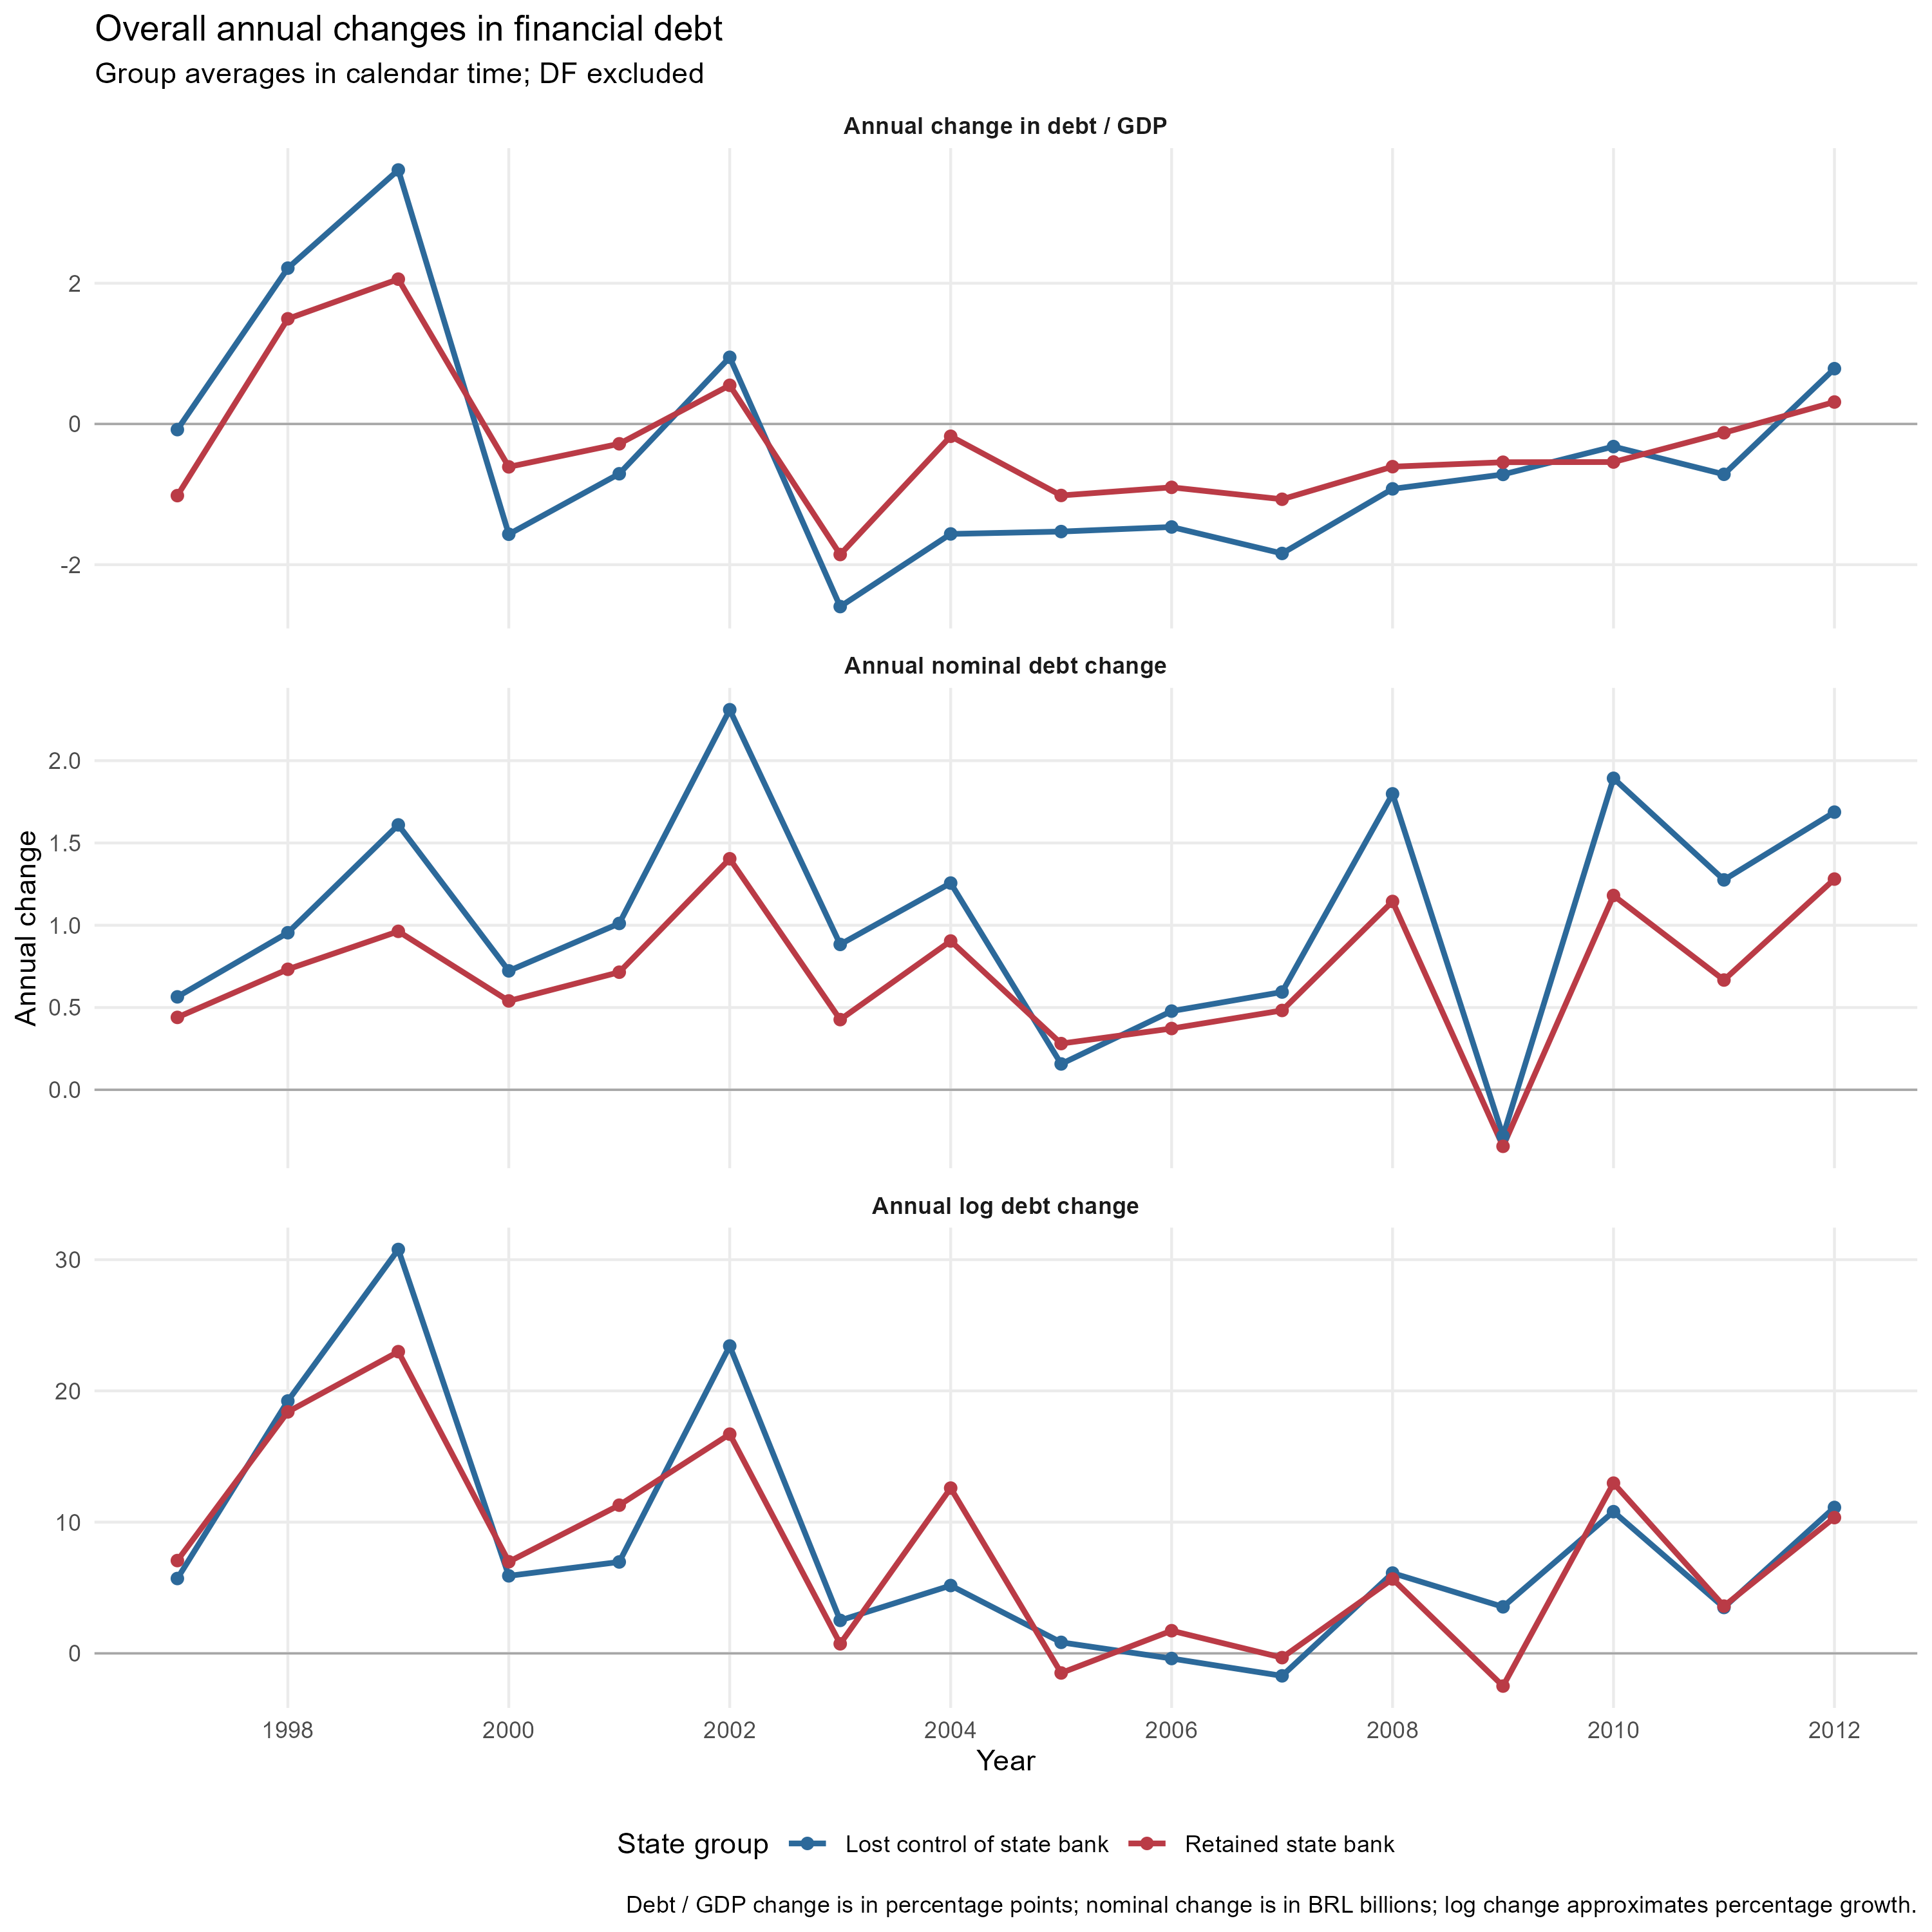 Overall annual changes in financial debt
Group averages in calendar time; DF excluded
Annual change in debt / GDP
2
0
-2
Annual nominal debt change
2.0
1.5
1.0
0.5
0.0
Annual change
Annual log debt change
30
20
10
0
1998 2000 2002 2004 2006 2008 2010 2012
Year
State group Lost control of state bank Retained state bank
Debt / GDP change is in percentage points; nominal change is in BRL billions; log change approximates percentage growth.